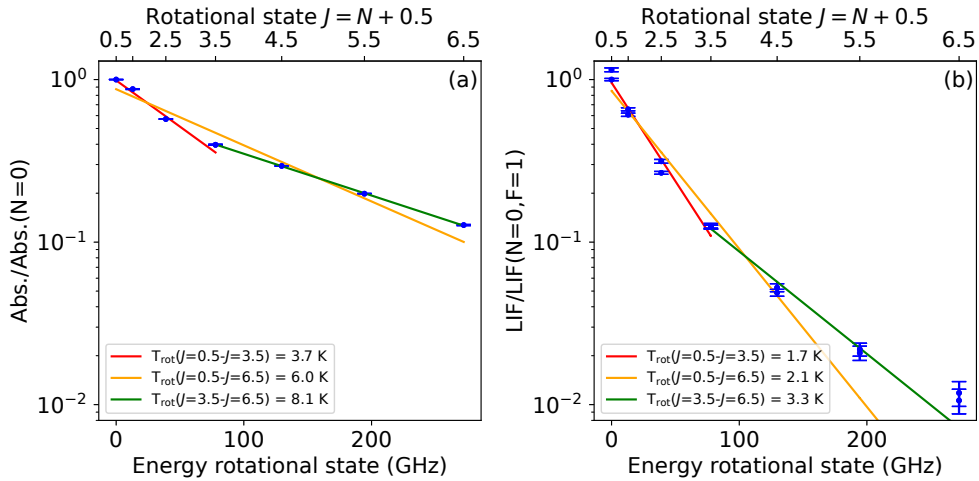 Rotational state J = N + 0.5
0.5 2.5 3.5 4.5 5.5 6.5
(a)
Abs./Abs.(N=0)
10⁰
10⁻¹
10⁻²
T_rot(J=0.5-J=3.5) = 3.7 K
T_rot(J=0.5-J=6.5) = 6.0 K
T_rot(J=3.5-J=6.5) = 8.1 K
0 100 200
Energy rotational state (GHz)
Rotational state J = N + 0.5
0.5 2.5 3.5 4.5 5.5 6.5
(b)
LIF/LIF(N=0,F=1)
10⁰
10⁻¹
10⁻²
T_rot(J=0.5-J=3.5) = 1.7 K
T_rot(J=0.5-J=6.5) = 2.1 K
T_rot(J=3.5-J=6.5) = 3.3 K
0 100 200
Energy rotational state (GHz)